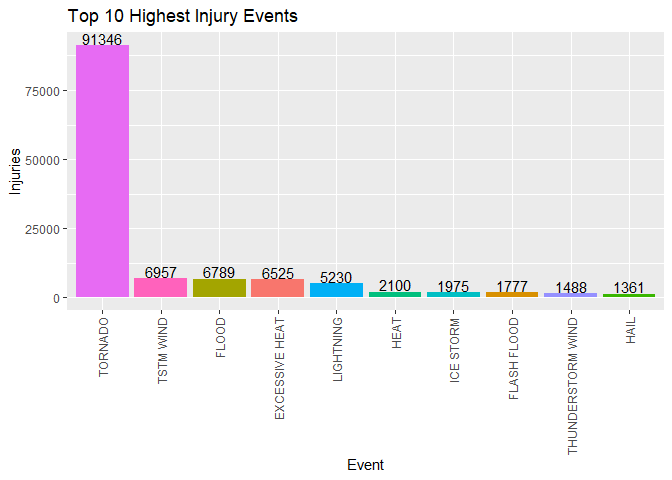 Top 10 Highest Injury Events
91346
75000
50000
25000
0
Injuries
6957
6789
6525
5230
2100
1975
1777
1488
1361
TORNADO
TSTM WIND
FLOOD
EXCESSIVE HEAT
LIGHTNING
HEAT
ICE STORM
FLASH FLOOD
THUNDERSTORM WIND
HAIL
Event